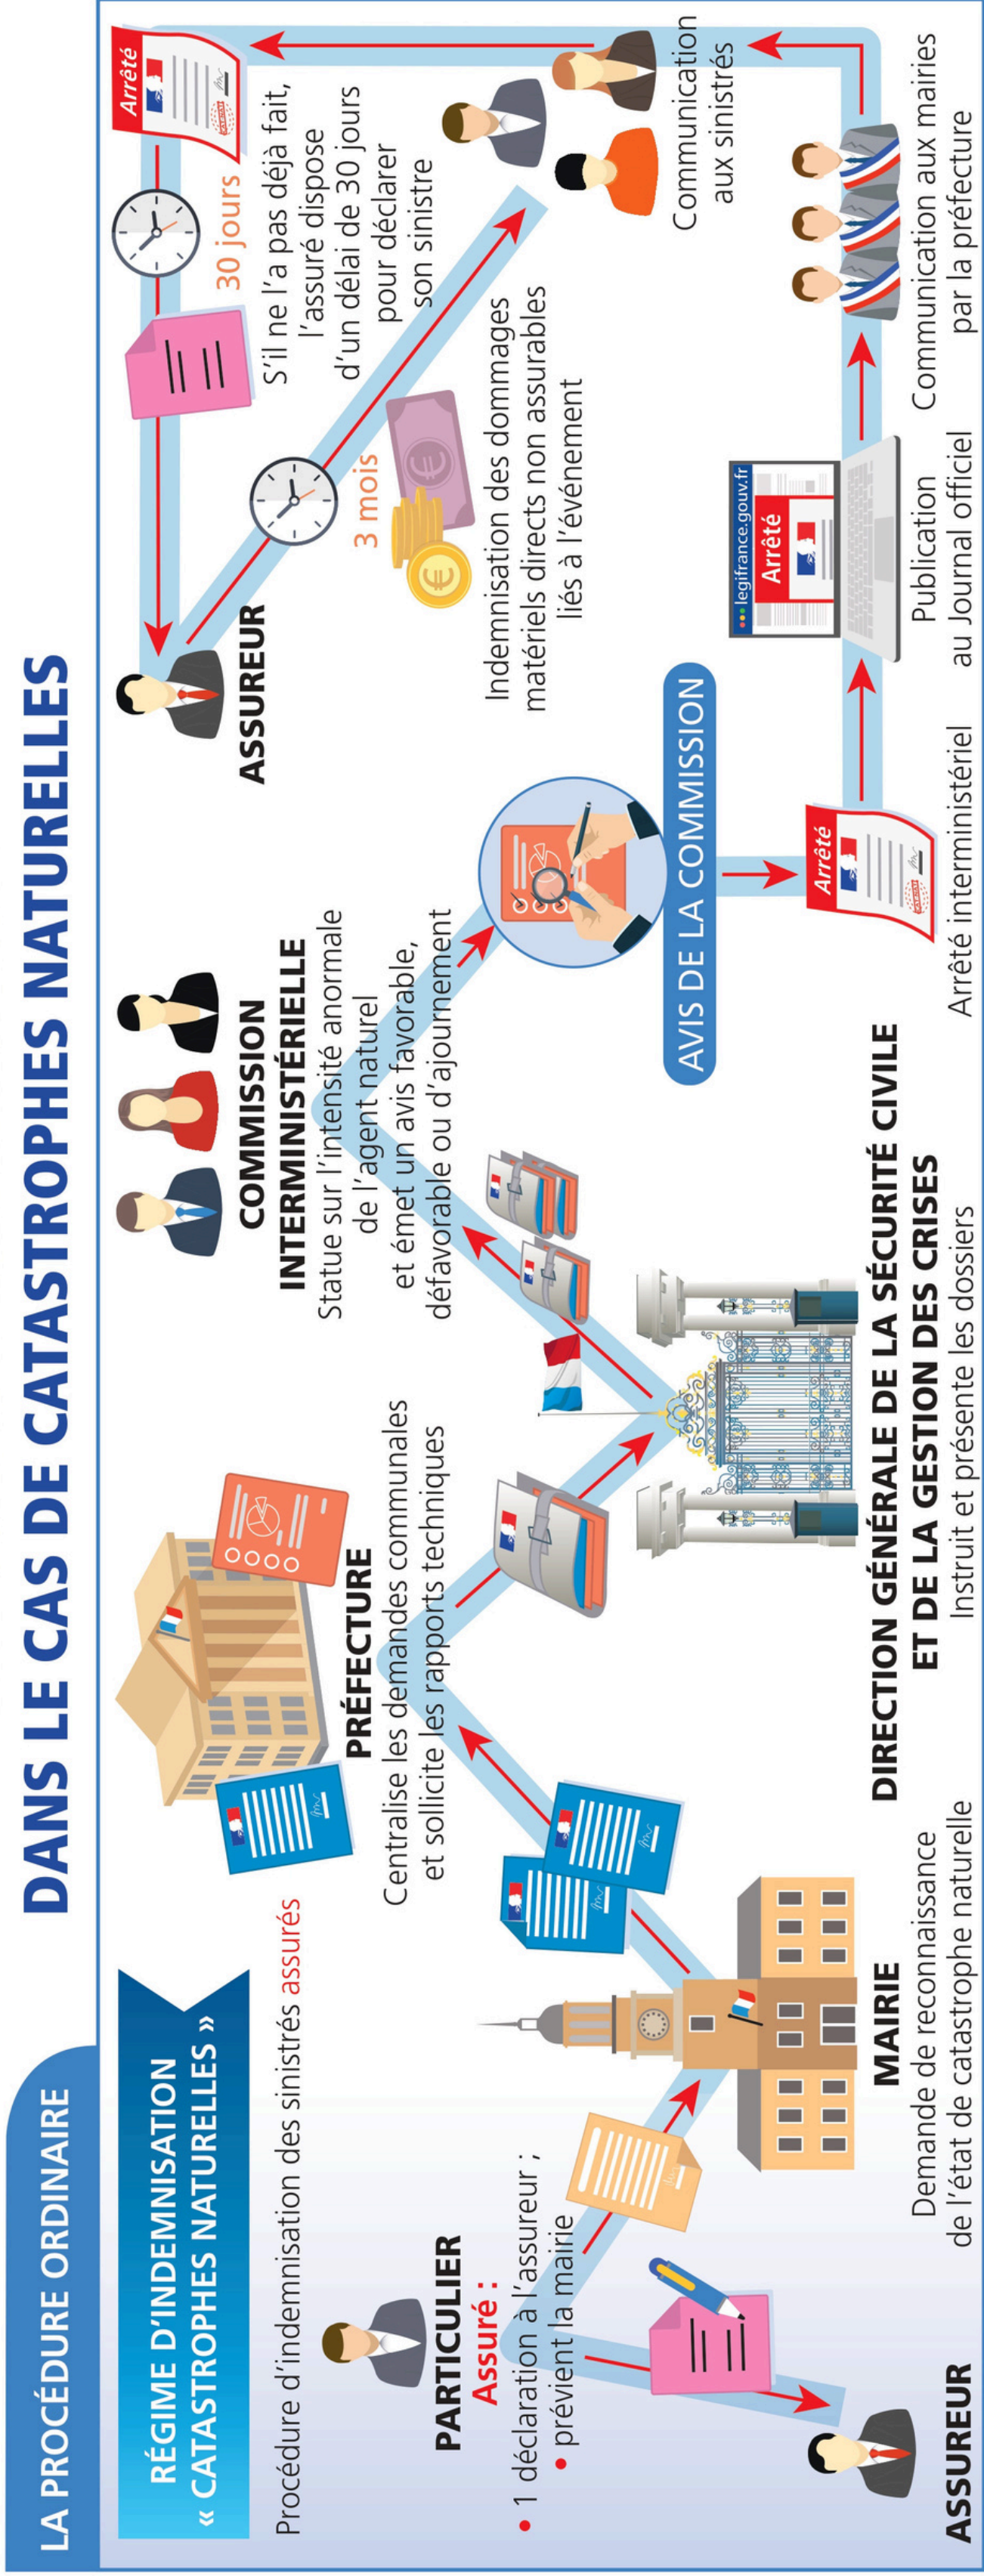 DANS LE CAS DE CATASTROPHES NATURELLES
LA PROCÉDURE ORDINAIRE
RÉGIME D'INDEMNISATION
« CATASTROPHES NATURELLES »
Procédure d'indemnisation des sinistrés assurés
PARTICULIER
Assuré :
• 1 déclaration à l'assureur ;
• prévient la mairie
ASSUREUR
MAIRIE
Demande de reconnaissance
de l'état de catastrophe naturelle
PRÉFECTURE
Centralise les demandes communales
et sollicite les rapports techniques
DIRECTION GÉNÉRALE DE LA SÉCURITÉ CIVILE
ET DE LA GESTION DES CRISES
Instruit et présente les dossiers
COMMISSION
INTERMINISTÉRIELLE
Statue sur l'intensité anormale
de l'agent naturel
et émet un avis favorable,
défavorable ou d'ajournement
AVIS DE LA COMMISSION
Arrêté
Arrêté interministériel
legifrance.gouv.fr
Arrêté
Publication
au Journal officiel
Communication aux mairies
par la préfecture
Communication
aux sinistrés
Arrêté
30 jours
S'il ne l'a pas déjà fait,
l'assuré dispose
d'un délai de 30 jours
pour déclarer
son sinistre
ASSUREUR
3 mois
Indemnisation des dommages
matériels directs non assurables
liés à l'événement